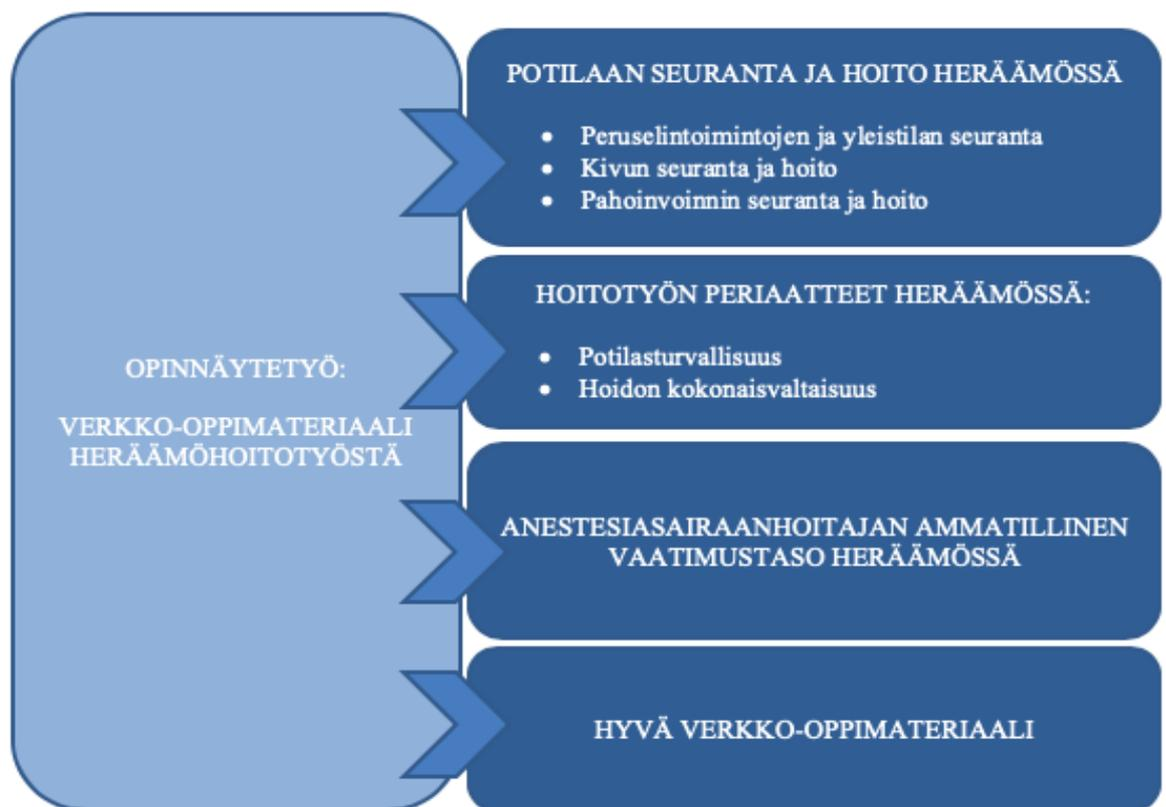 OPINNÄYTETYÖ:
VERKKO-OPPIMATERIAALI
HERÄÄMÖHOITOTYÖSTÄ
POTILAAN SEURANTA JA HOITO HERÄÄMÖSSÄ
• Peruselintoimintojen ja yleistilan seuranta
• Kivun seuranta ja hoito
• Pahoinvoinnin seuranta ja hoito
HOITOTYÖN PERIAATTEET HERÄÄMÖSSÄ:
• Potilasturvallisuus
• Hoidon kokonaisvaltaisuus
ANESTESIASAIRAANHOITAJAN AMMATILLINEN
VAATIMUSTASO HERÄÄMÖSSÄ
HYVÄ VERKKO-OPPIMATERIAALI